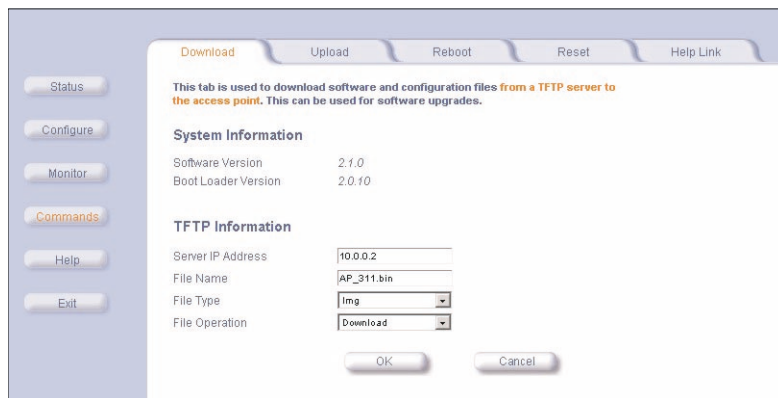 Download Upload Reboot Reset Help Link
Status
Configure
Monitor
Commands
Help
Exit
This tab is used to download software and configuration files from a TFTP server to
the access point. This can be used for software upgrades.
System Information
Software Version 2.1.0
Boot Loader Version 2.0.10
TFTP Information
Server IP Address 10.0.0.2
File Name AP_311.bin
File Type Img
File Operation Download
OK Cancel